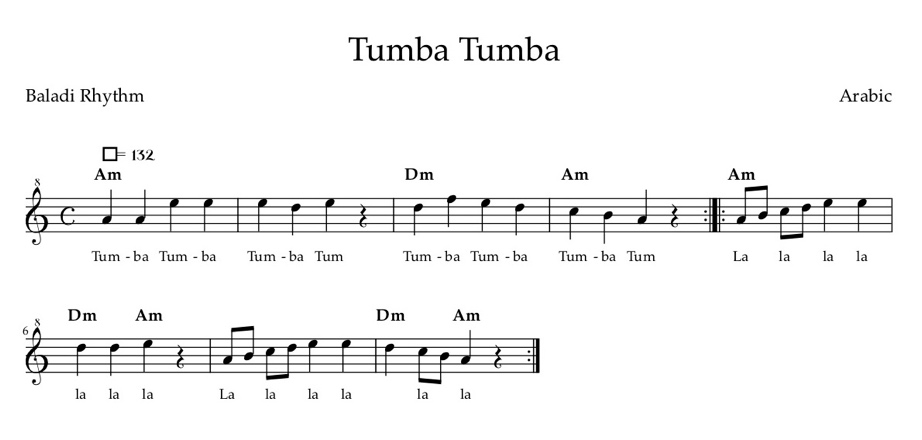 Tumba Tumba
Baladi Rhythm Arabic
□= 132
Am Dm Am Am
8
Tum - ba Tum - ba Tum - ba Tum Tum - ba Tum - ba Tum - ba Tum La la la la
Dm Am Dm Am
8
6
la la la La la la la la la